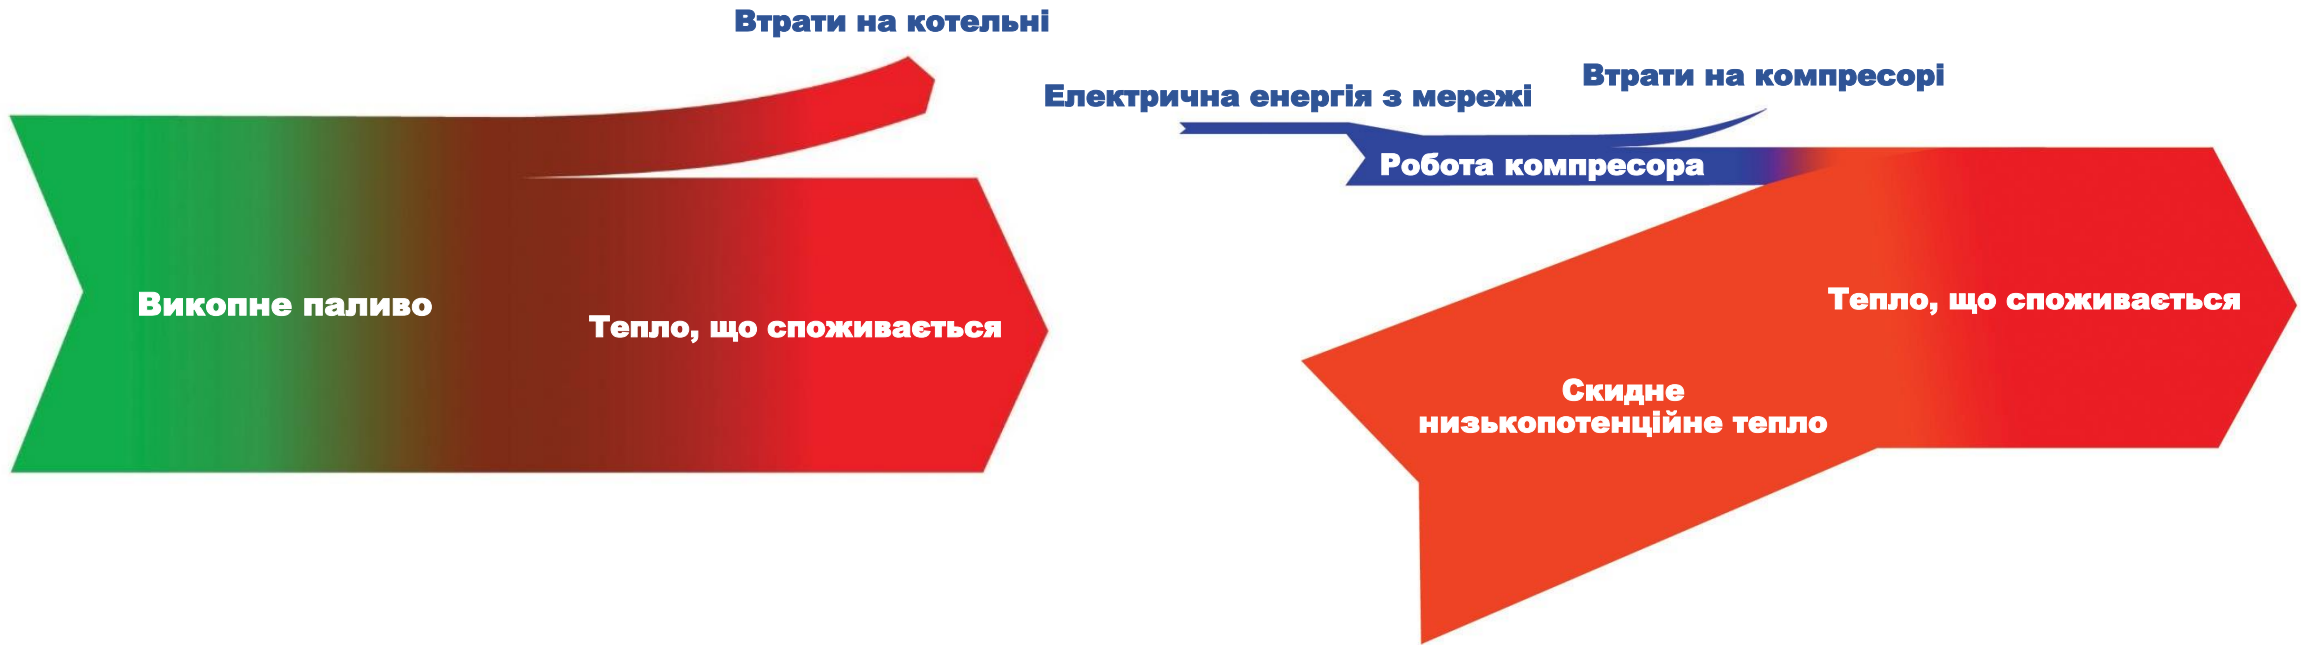 Втрати на котельні
Викопне паливо
Тепло, що споживається
Електрична енергія з мережі
Втрати на компресорі
Робота компресора
Тепло, що споживається
Скидне
низькопотенційне тепло